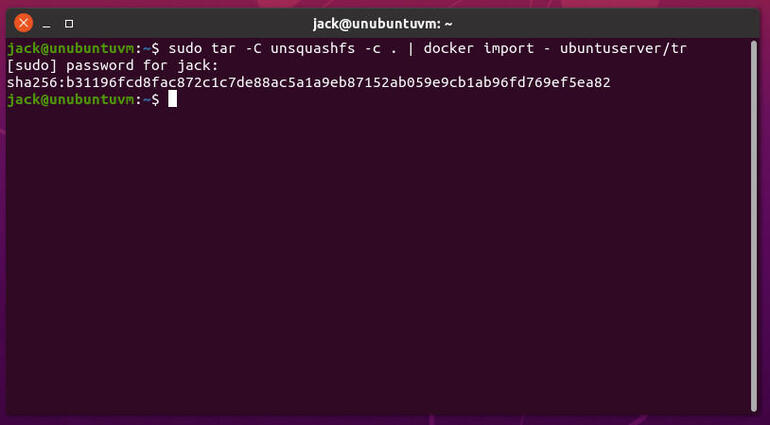 jack@unubuntuvm: ~
jack@unubuntuvm:~$ sudo tar -C unsquashfs -c . | docker import - ubuntuserver/tr
[sudo] password for jack:
sha256:b31196fcd8fac872c1c7de88ac5a1a9eb87152ab059e9cb1ab96fd769ef5ea82
jack@unubuntuvm:~$